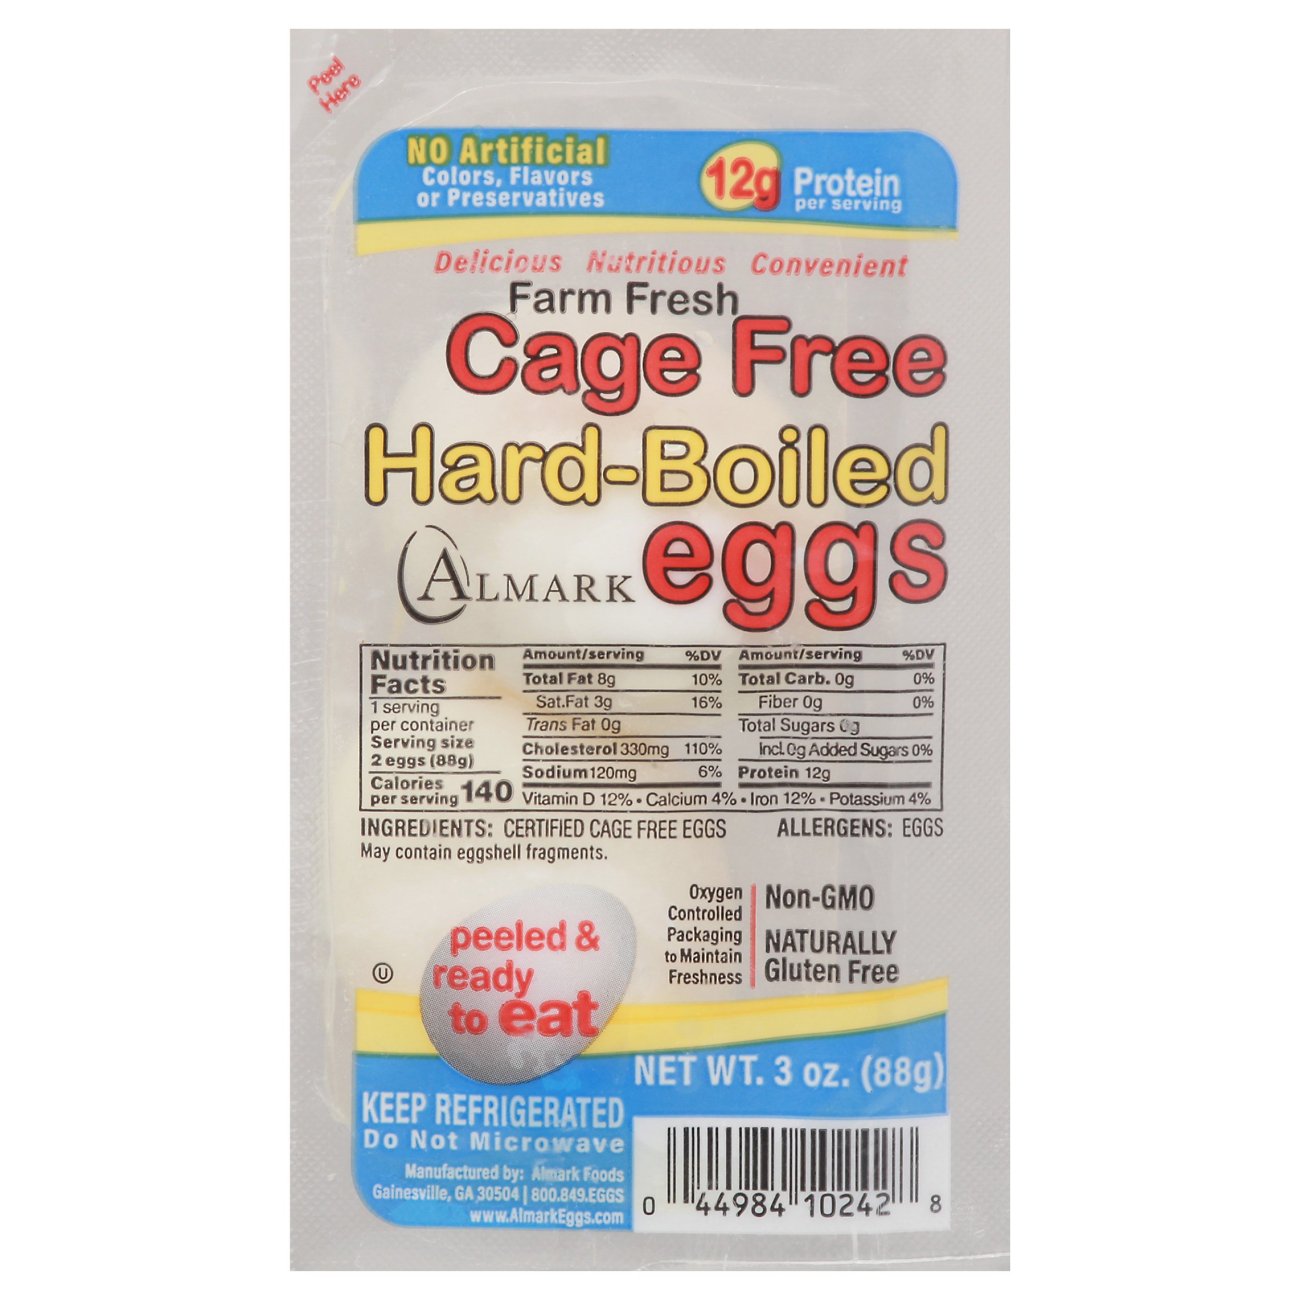 Peel
Here
NO Artificial
Colors, Flavors
or Preservatives
12g Protein
per serving
Delicious Nutritious Convenient
Farm Fresh
Cage Free
Hard-Boiled
eggs
ALMARK
Nutrition
Facts
1 serving
per container
Serving size
2 eggs (88g)
Calories
per serving 140
Amount/serving %DV
Total Fat 8g 10%
Sat.Fat 3g 16%
Trans Fat 0g
Cholesterol 330mg 110%
Sodium 120mg 6%
Amount/serving %DV
Total Carb. 0g 0%
Fiber 0g 0%
Total Sugars 0g
Incl. 0g Added Sugars 0%
Protein 12g
Vitamin D 12% • Calcium 4% • Iron 12% • Potassium 4%
INGREDIENTS: CERTIFIED CAGE FREE EGGS ALLERGENS: EGGS
May contain eggshell fragments.
Oxygen
Controlled
Packaging
to Maintain
Freshness
Non-GMO
NATURALLY
Gluten Free
U
peeled &
ready
to eat
NET WT. 3 oz. (88g)
KEEP REFRIGERATED
Do Not Microwave
Manufactured by: Almark Foods
Gainesville, GA 30504 | 800.849.EGGS
www.AlmarkEggs.com
0 44984 10242 8